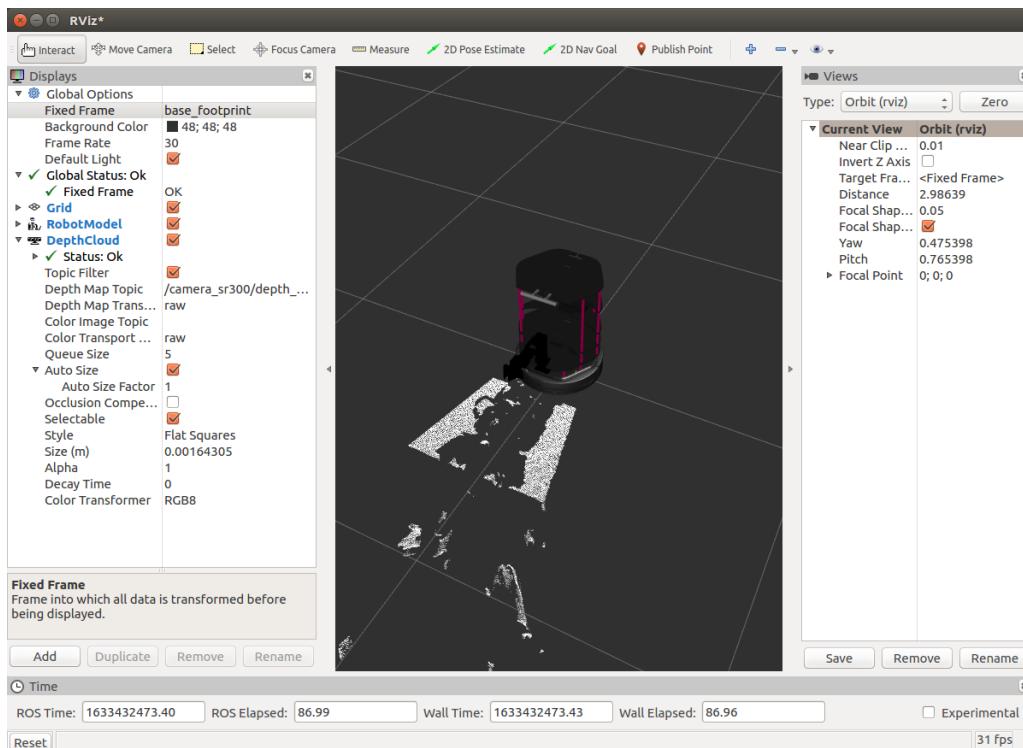 RViz*
Interact Move Camera Select Focus Camera Measure 2D Pose Estimate 2D Nav Goal Publish Point
Displays
Global Options
Fixed Frame base_footprint
Background Color 48; 48; 48
Frame Rate 30
Default Light
Global Status: Ok
Fixed Frame OK
Grid
RobotModel
DepthCloud
Status: Ok
Topic Filter
Depth Map Topic /camera_sr300/depth_...
Depth Map Trans... raw
Color Image Topic
Color Transport ... raw
Queue Size 5
Auto Size
Auto Size Factor 1
Occlusion Compe...
Selectable
Style Flat Squares
Size (m) 0.00164305
Alpha 1
Decay Time 0
Color Transformer RGB8
Fixed Frame
Frame into which all data is transformed before
being displayed.
Add Duplicate Remove Rename
Views
Type: Orbit (rviz) Zero
Current View Orbit (rviz)
Near Clip ... 0.01
Invert Z Axis
Target Fra... <Fixed Frame>
Distance 2.98639
Focal Shap... 0.05
Focal Shap...
Yaw 0.475398
Pitch 0.765398
Focal Point 0; 0; 0
Save Remove Rename
Time
ROS Time: 1633432473.40 ROS Elapsed: 86.99 Wall Time: 1633432473.43 Wall Elapsed: 86.96 Experimental
Reset 31 fps